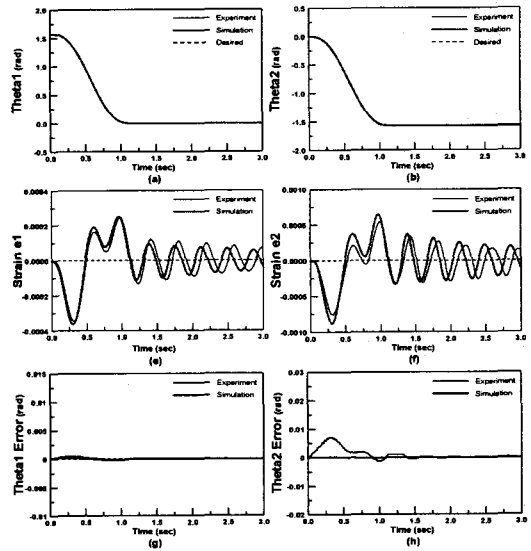 Theta1 (rad)
2.0
1.5
1.0
0.5
0.0
-0.5
Experiment
Simulation
Desired
0.0 0.5 1.0 1.5 2.0 2.5 3.0
Time (sec)
(a)
Theta2 (rad)
0.5
0.0
-0.5
-1.0
-1.5
-2.0
Experiment
Simulation
Desired
0.0 0.5 1.0 1.5 2.0 2.5 3.0
Time (sec)
(b)
Strain e1
0.0004
0.0002
0.0000
-0.0002
-0.0004
Experiment
Simulation
0.0 0.5 1.0 1.5 2.0 2.5 3.0
Time (sec)
(e)
Strain e2
0.0010
0.0005
0.0000
-0.0005
-0.0010
Experiment
Simulation
0.0 0.5 1.0 1.5 2.0 2.5 3.0
Time (sec)
(f)
Theta1 Error (rad)
0.015
0.01
0.005
0
-0.005
-0.01
Experiment
Simulation
0.0 0.5 1.0 1.5 2.0 2.5 3.0
Time (sec)
(g)
Theta2 Error (rad)
0.03
0.02
0.01
0
-0.01
-0.02
Experiment
Simulation
0.0 0.5 1.0 1.5 2.0 2.5 3.0
Time (sec)
(h)